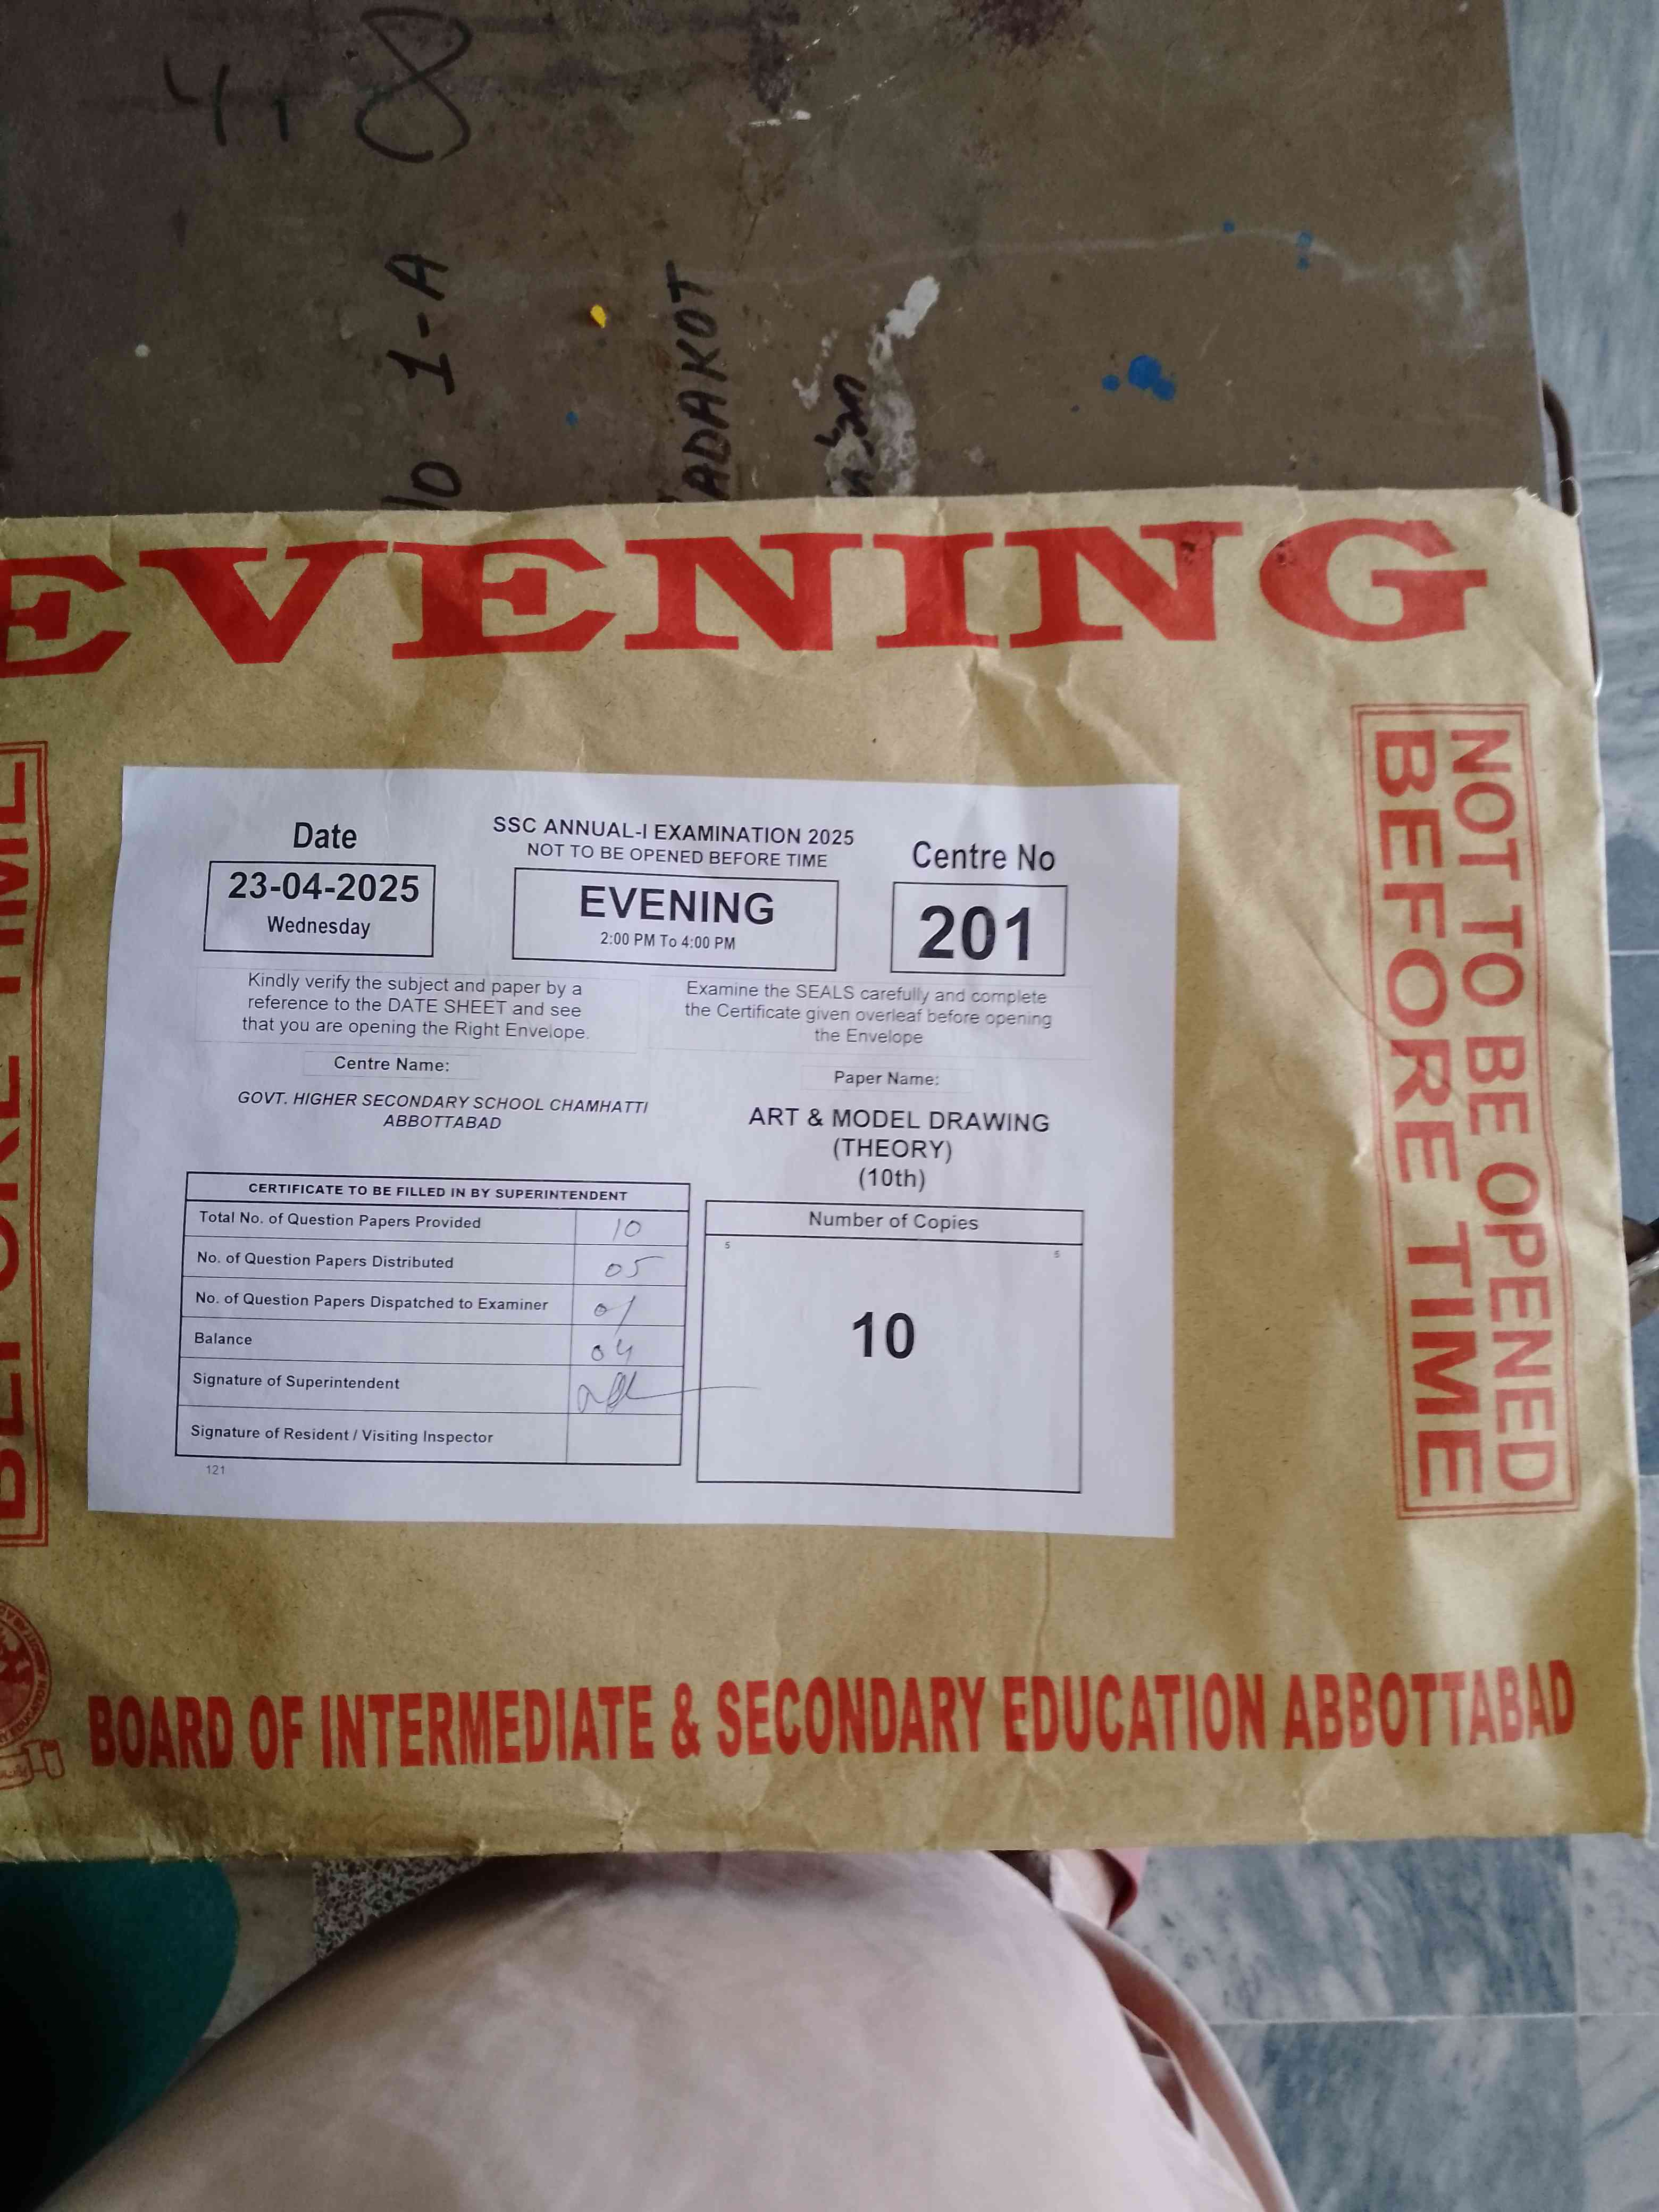 4,8
1-A
ADAKOT
EVENING
BEFORE TIME
NOT TO BE OPENED
BEFORE TIME
Date
23-04-2025
Wednesday
SSC ANNUAL-I EXAMINATION 2025
NOT TO BE OPENED BEFORE TIME
EVENING
2:00 PM To 4:00 PM
Centre No
201
Kindly verify the subject and paper by a
reference to the DATE SHEET and see
that you are opening the Right Envelope.
Examine the SEALS carefully and complete
the Certificate given overleaf before opening
the Envelope
Centre Name:
GOVT. HIGHER SECONDARY SCHOOL CHAMHATTI
ABBOTTABAD
Paper Name:
ART & MODEL DRAWING
(THEORY)
(10th)
CERTIFICATE TO BE FILLED IN BY SUPERINTENDENT
Total No. of Question Papers Provided 10
No. of Question Papers Distributed 05
No. of Question Papers Dispatched to Examiner 01
Balance 04
Signature of Superintendent
Signature of Resident / Visiting Inspector
121
Number of Copies
5 5
10
BOARD OF INTERMEDIATE & SECONDARY EDUCATION ABBOTTABAD